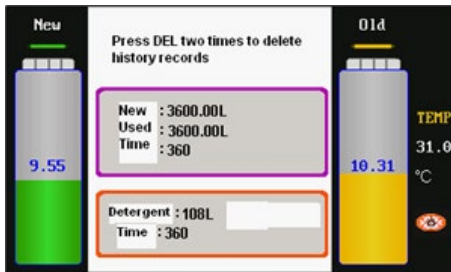 New
9.55
Press DEL two times to delete
history records
New : 3600.00L
Used : 3600.00L
Time : 360
Detergent : 108L
Time : 360
Old
10.31
TEMP
31.0
°C